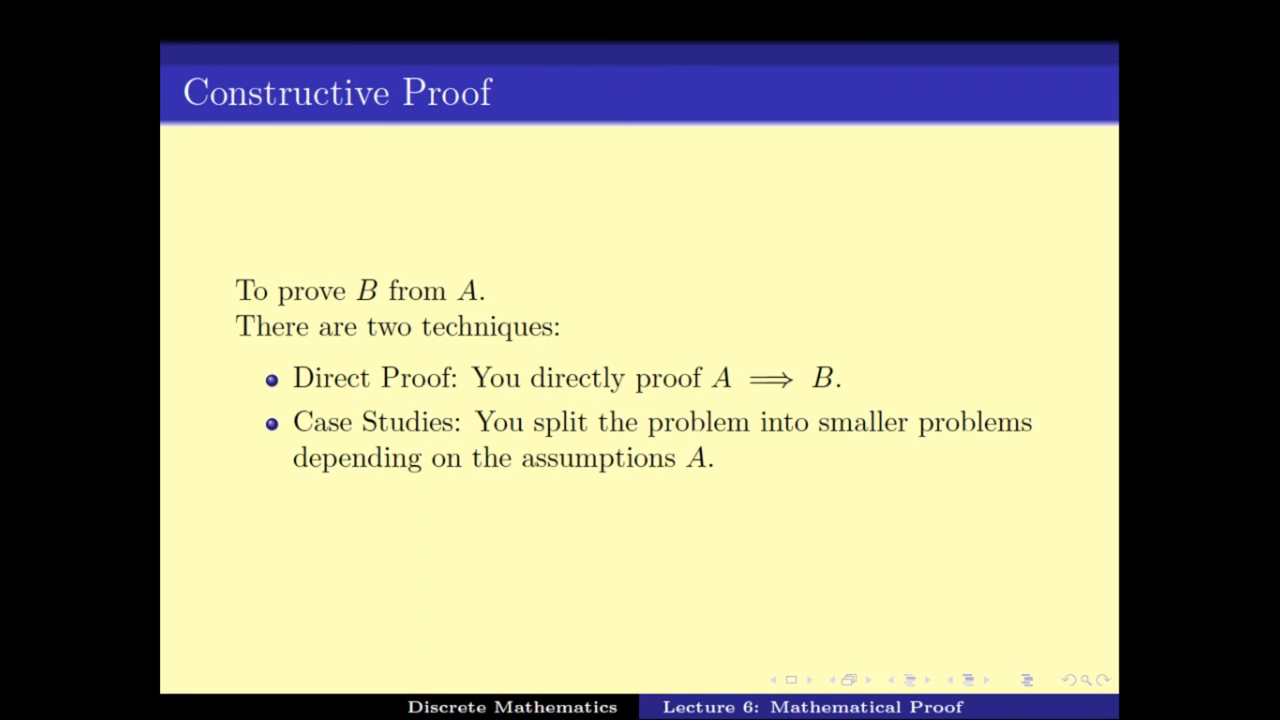 Constructive Proof
To prove B from A.
There are two techniques:
Direct Proof: You directly proof A ⟹ B.
Case Studies: You split the problem into smaller problems
depending on the assumptions A.
Discrete Mathematics
Lecture 6: Mathematical Proof